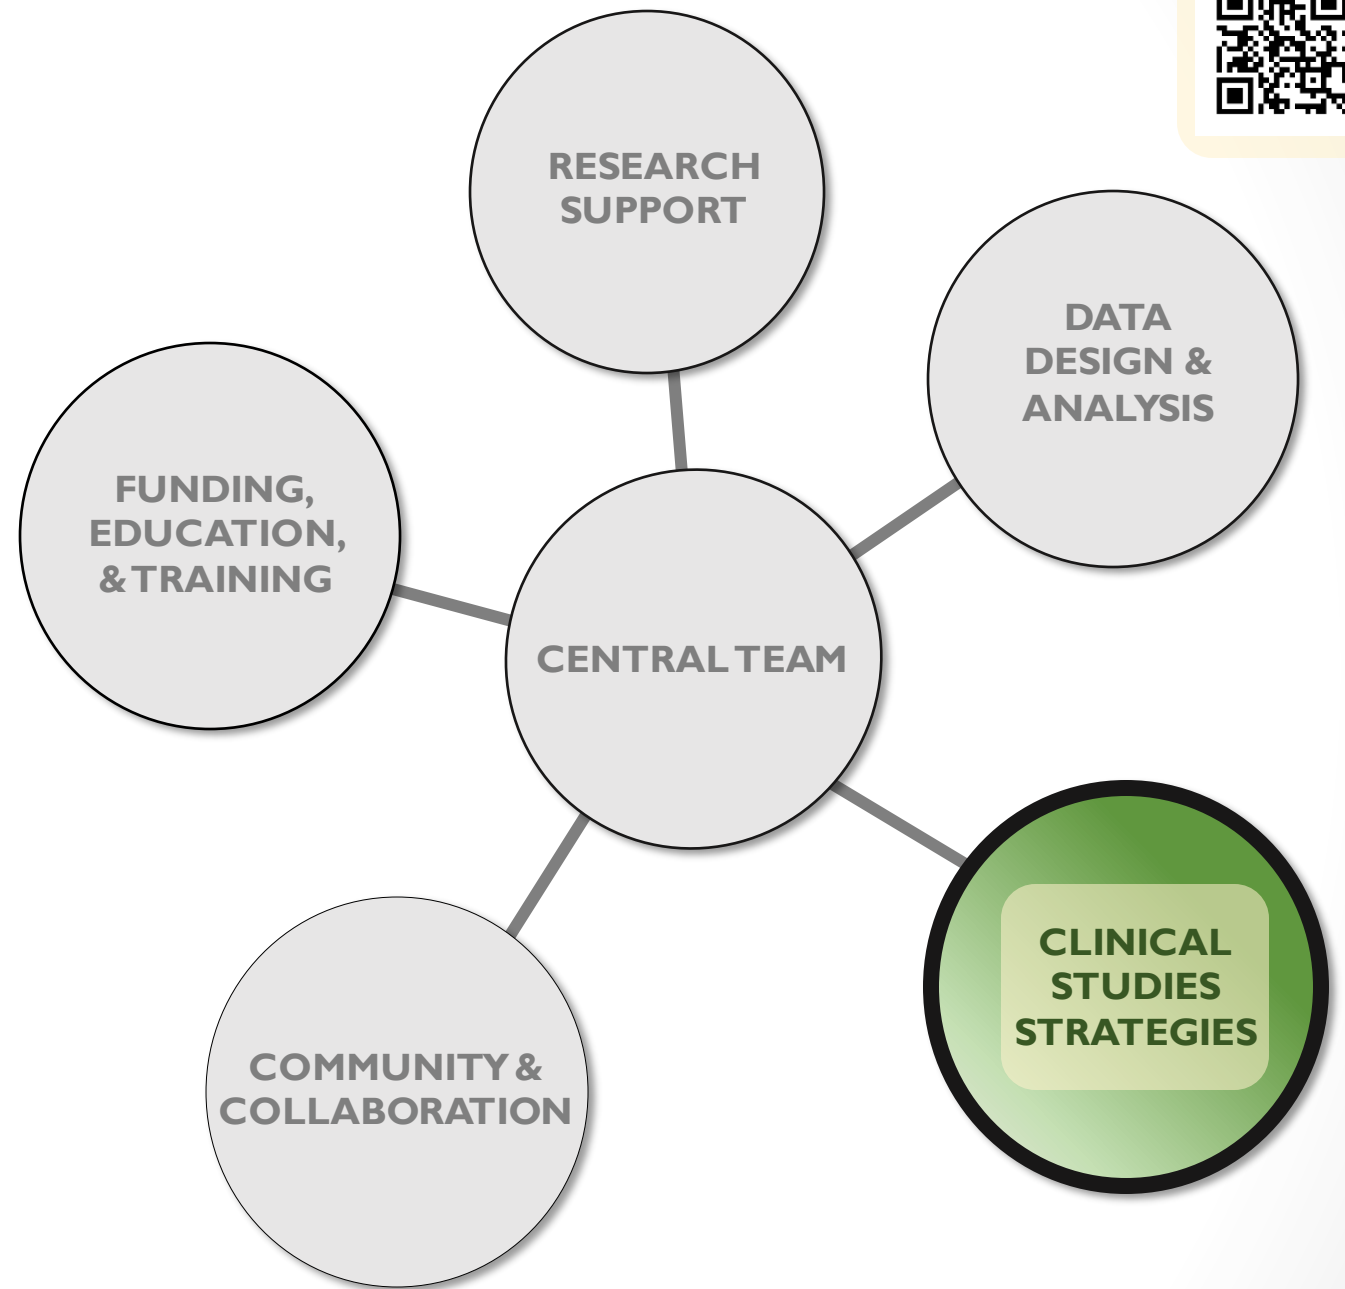 RESEARCH
SUPPORT
DATA
DESIGN &
ANALYSIS
FUNDING,
EDUCATION,
& TRAINING
CENTRAL TEAM
CLINICAL
STUDIES
STRATEGIES
COMMUNITY &
COLLABORATION